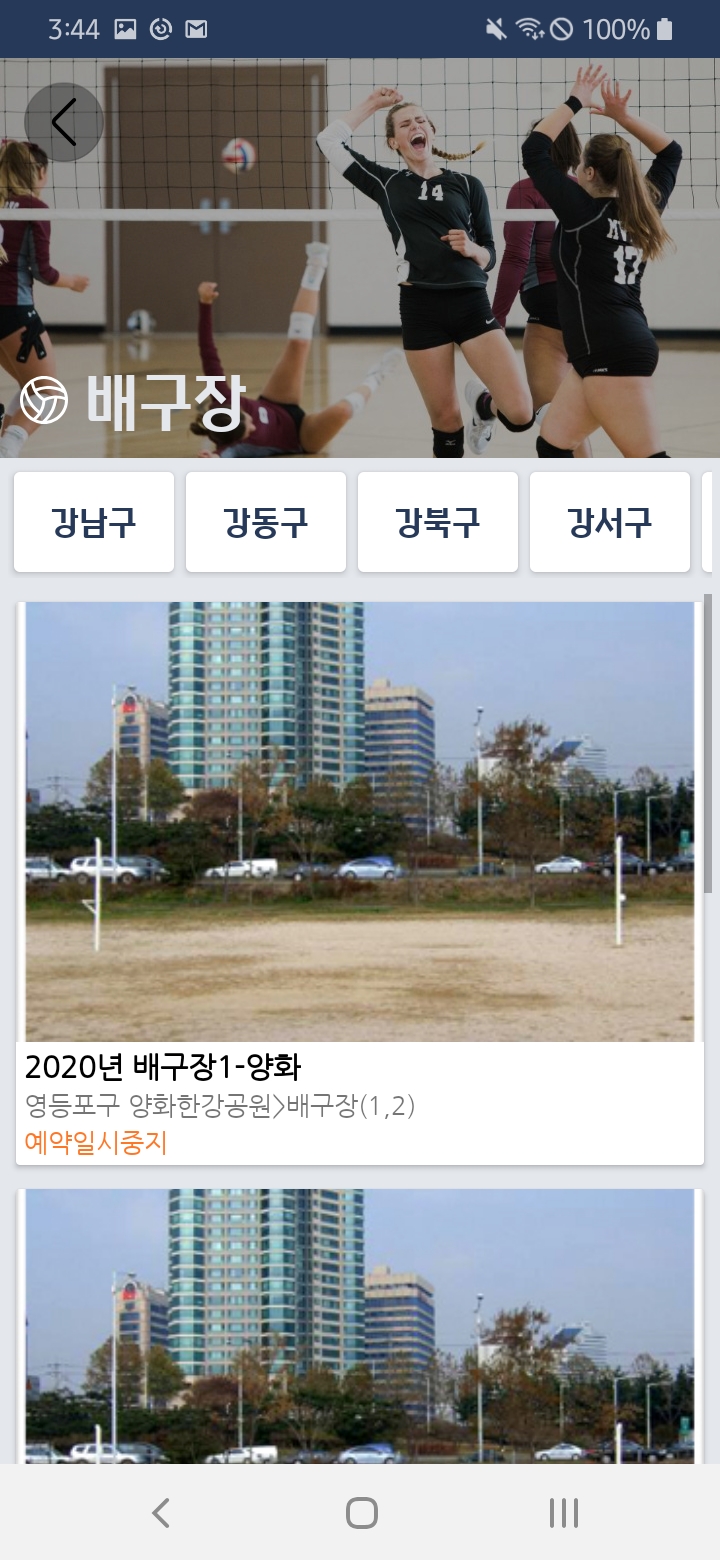 3:44
100%
14
17
배구장
강남구 강동구 강북구 강서구
2020년 배구장1-양화
영등포구 양화한강공원>배구장(1,2)
예약일시중지